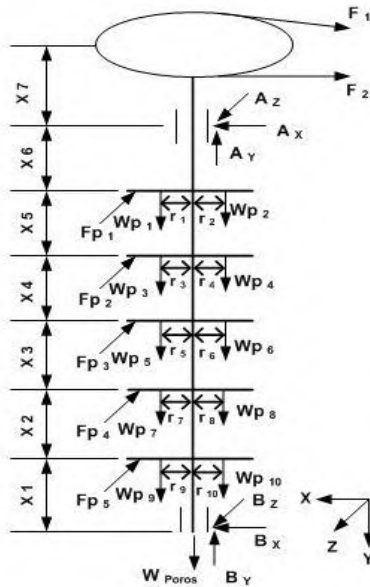 F 1
F 2
X 7
A Z
A X
A Y
X 6
Fp 1 Wp 1 r 1 r 2 Wp 2
X 5
Fp 2 Wp 3 r 3 r 4 Wp 4
X 4
Fp 3 Wp 5 r 5 r 6 Wp 6
X 3
Fp 4 Wp 7 r 7 r 8 Wp 8
X 2
Fp 5 Wp 9 r 9 r 10 Wp 10
X 1
B Z
B X
B Y
W Poros
X
Z
Y